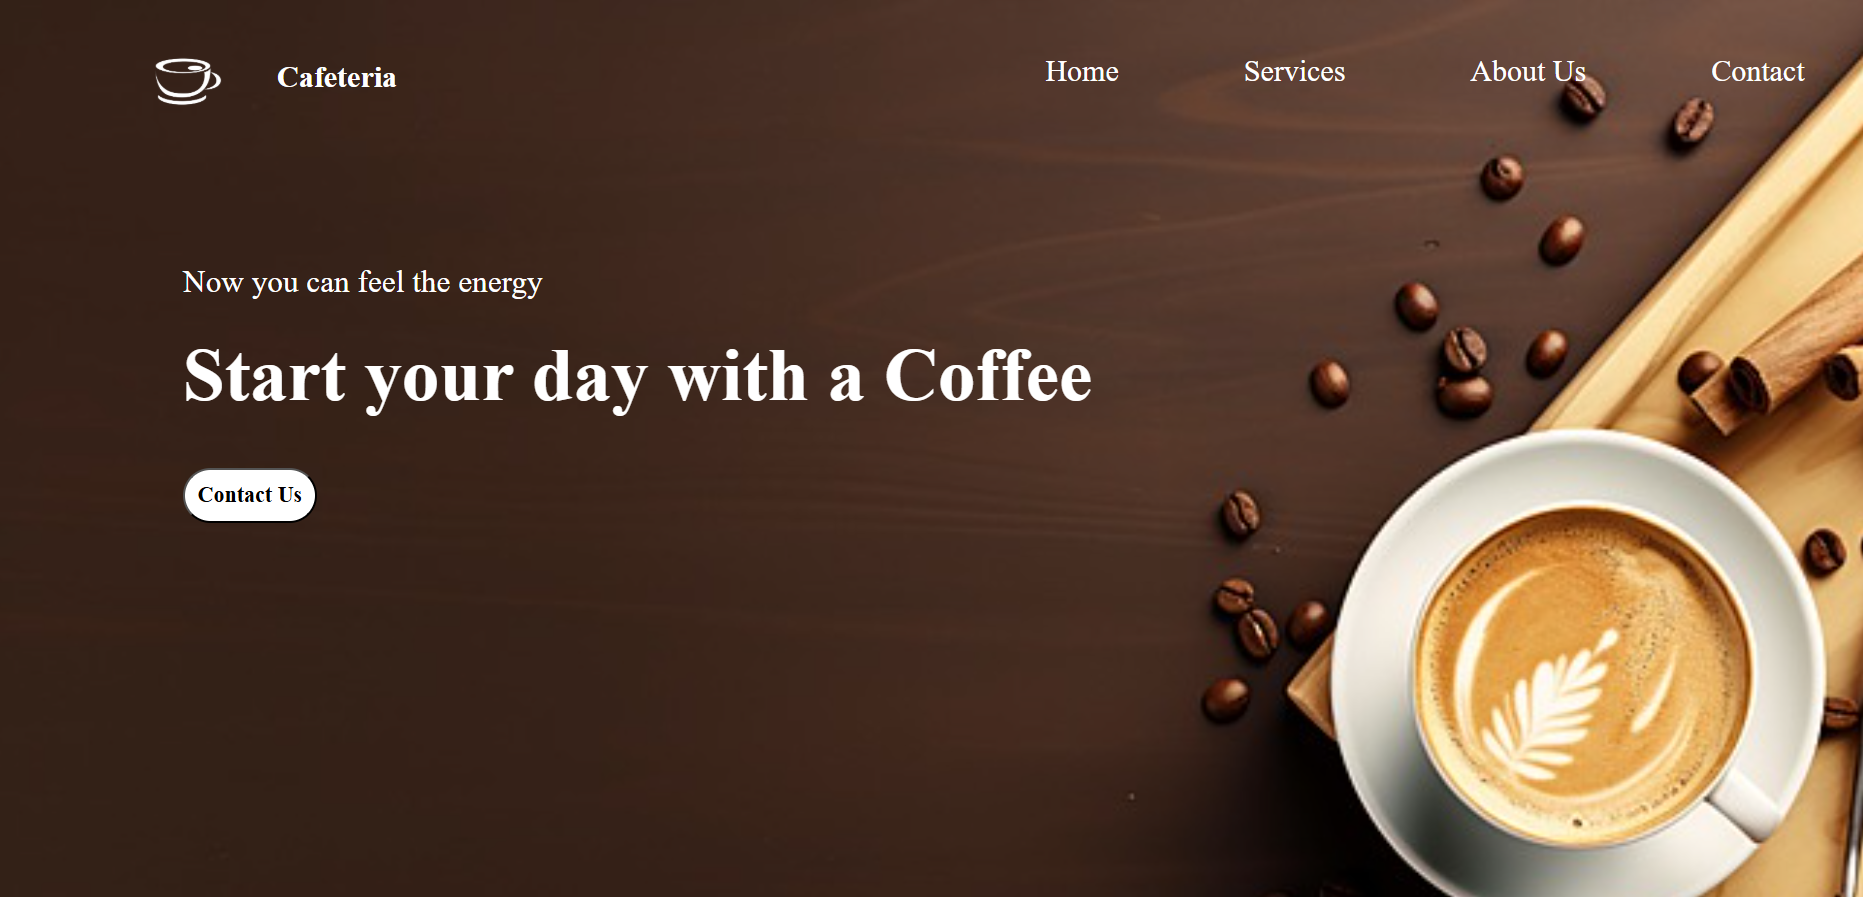 Cafeteria
Home
Services
About Us
Contact
Now you can feel the energy
Start your day with a Coffee
Contact Us